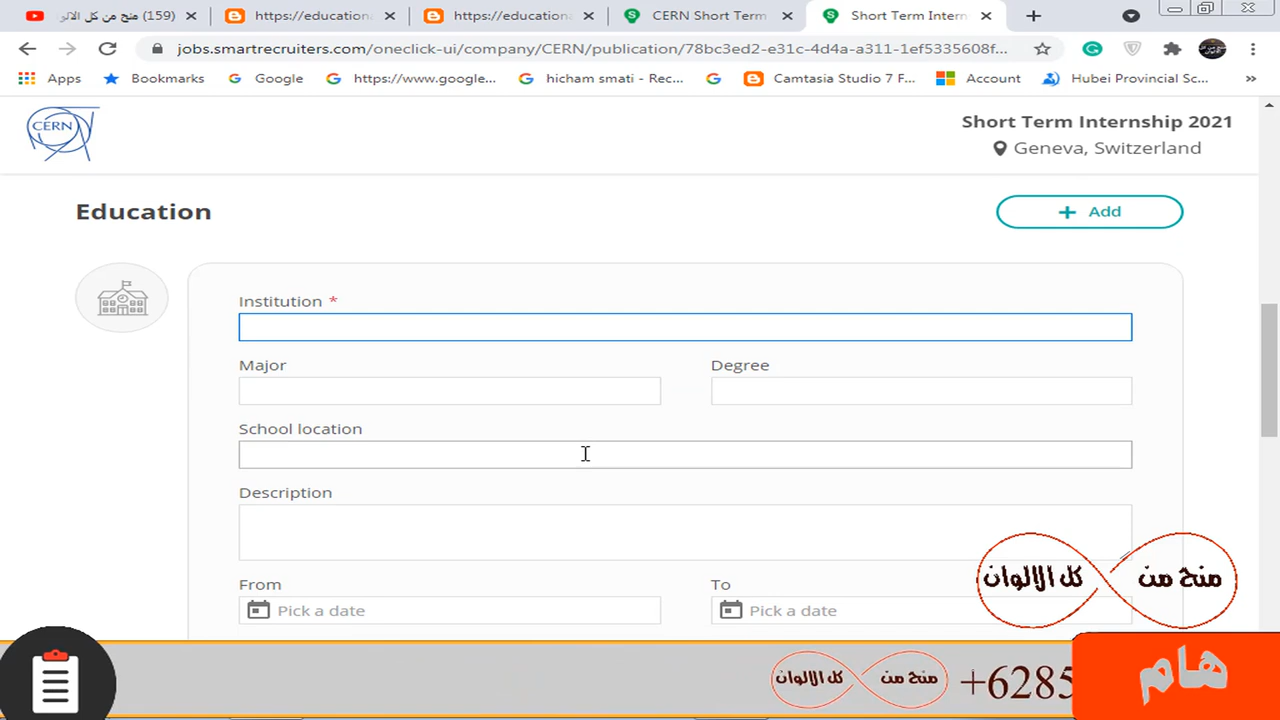 (159) منح من كل الالو
https://education
https://education
CERN Short Term
Short Term Intern
jobs.smartrecruiters.com/oneclick-ui/company/CERN/publication/78bc3ed2-e31c-4d4a-a311-1ef5335608f...
Apps
Bookmarks
Google
https://www.google...
hicham smati - Rec...
Camtasia Studio 7 F...
Account
Hubei Provincial Sc...
»
CERN
Short Term Internship 2021
Geneva, Switzerland
Education
+ Add
Institution *
Major
Degree
School location
Description
From
To
Pick a date
Pick a date
منح من كل الالوان
منح من كل الالوان
+6285
هام